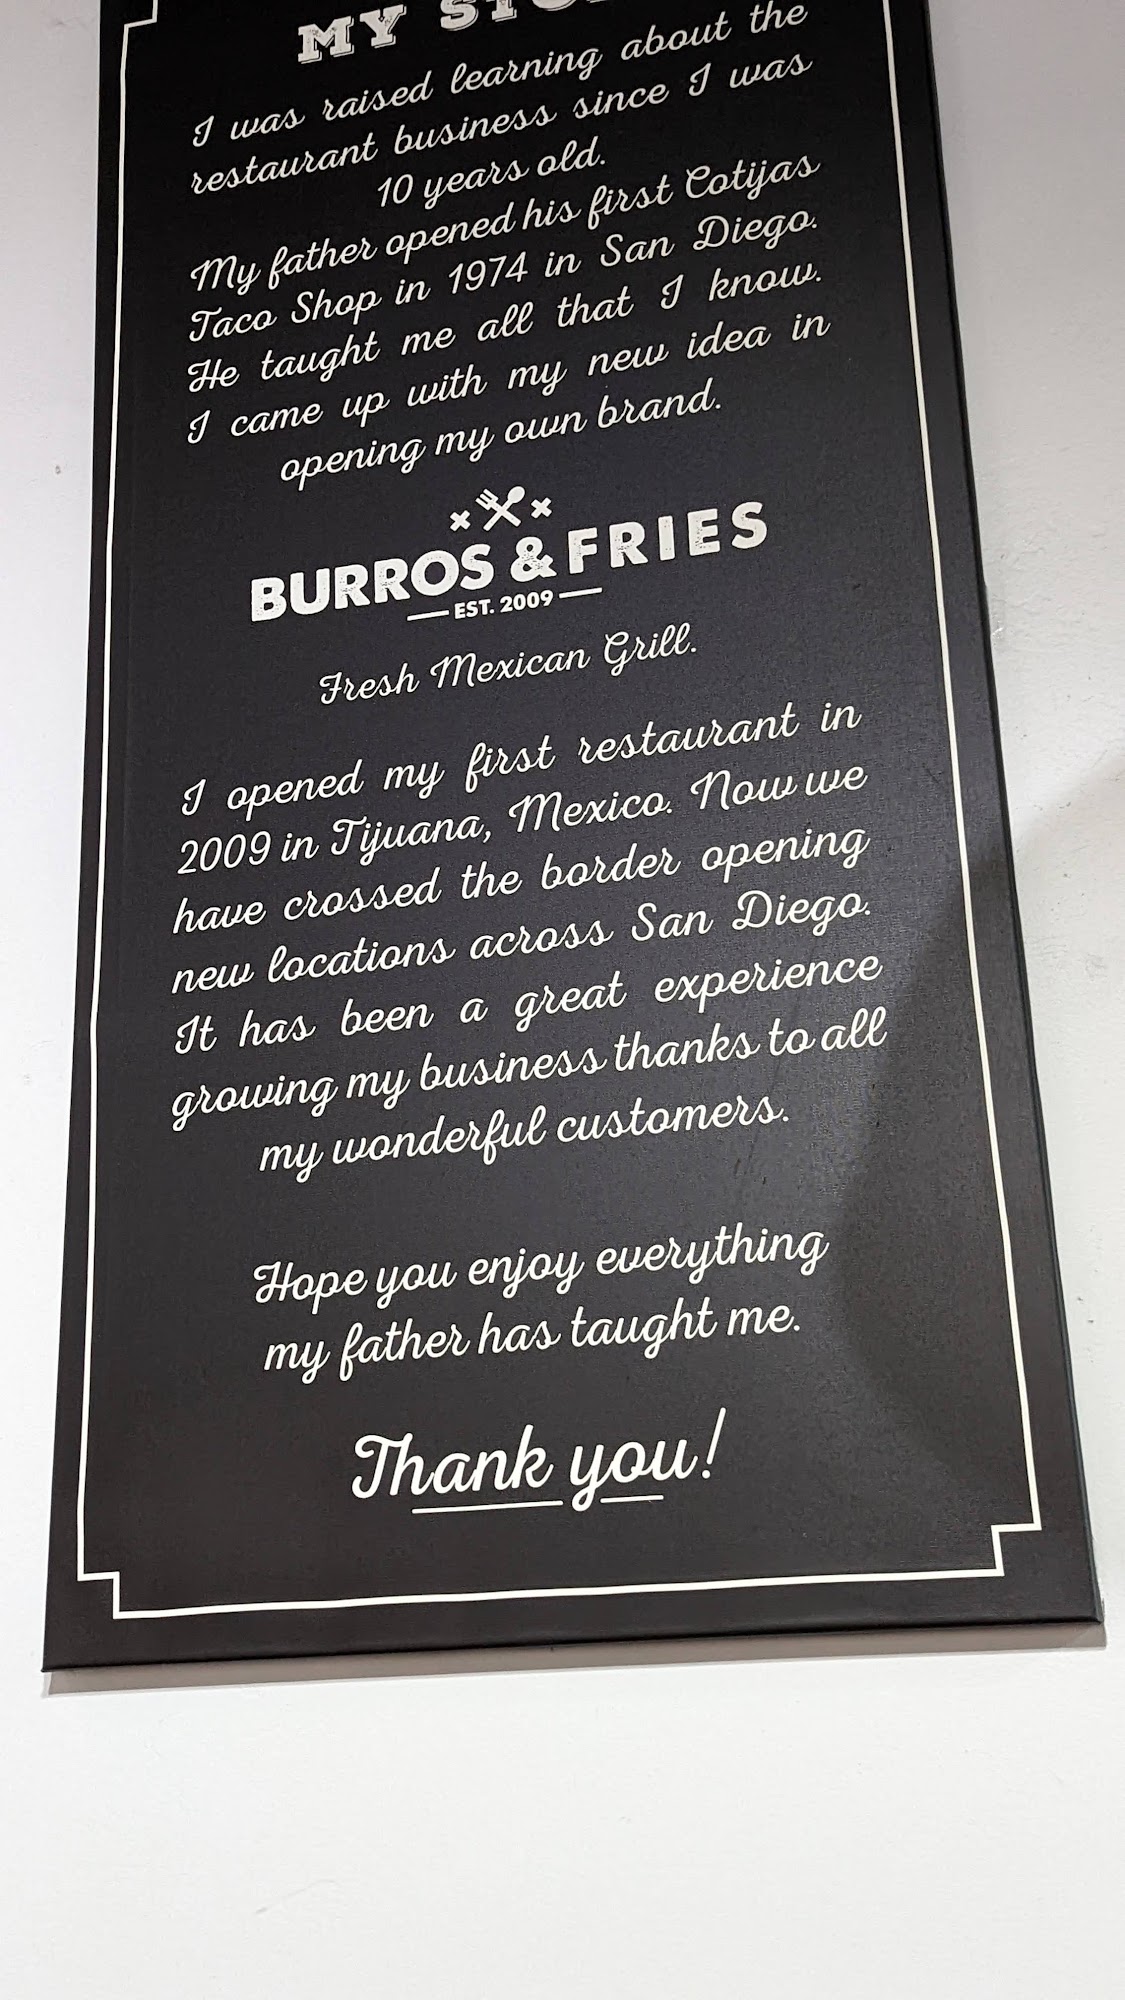 MY STO
I was raised learning about the
restaurant business since I was
10 years old.
My father opened his first Cotijas
Taco Shop in 1974 in San Diego.
He taught me all that I know.
I came up with my new idea in
opening my own brand.
BURROS & FRIES
EST. 2009
Fresh Mexican Grill.
I opened my first restaurant in
2009 in Tijuana, Mexico. Now we
have crossed the border opening
new locations across San Diego.
It has been a great experience
growing my business thanks to all
my wonderful customers.
Hope you enjoy everything
my father has taught me.
Thank you!